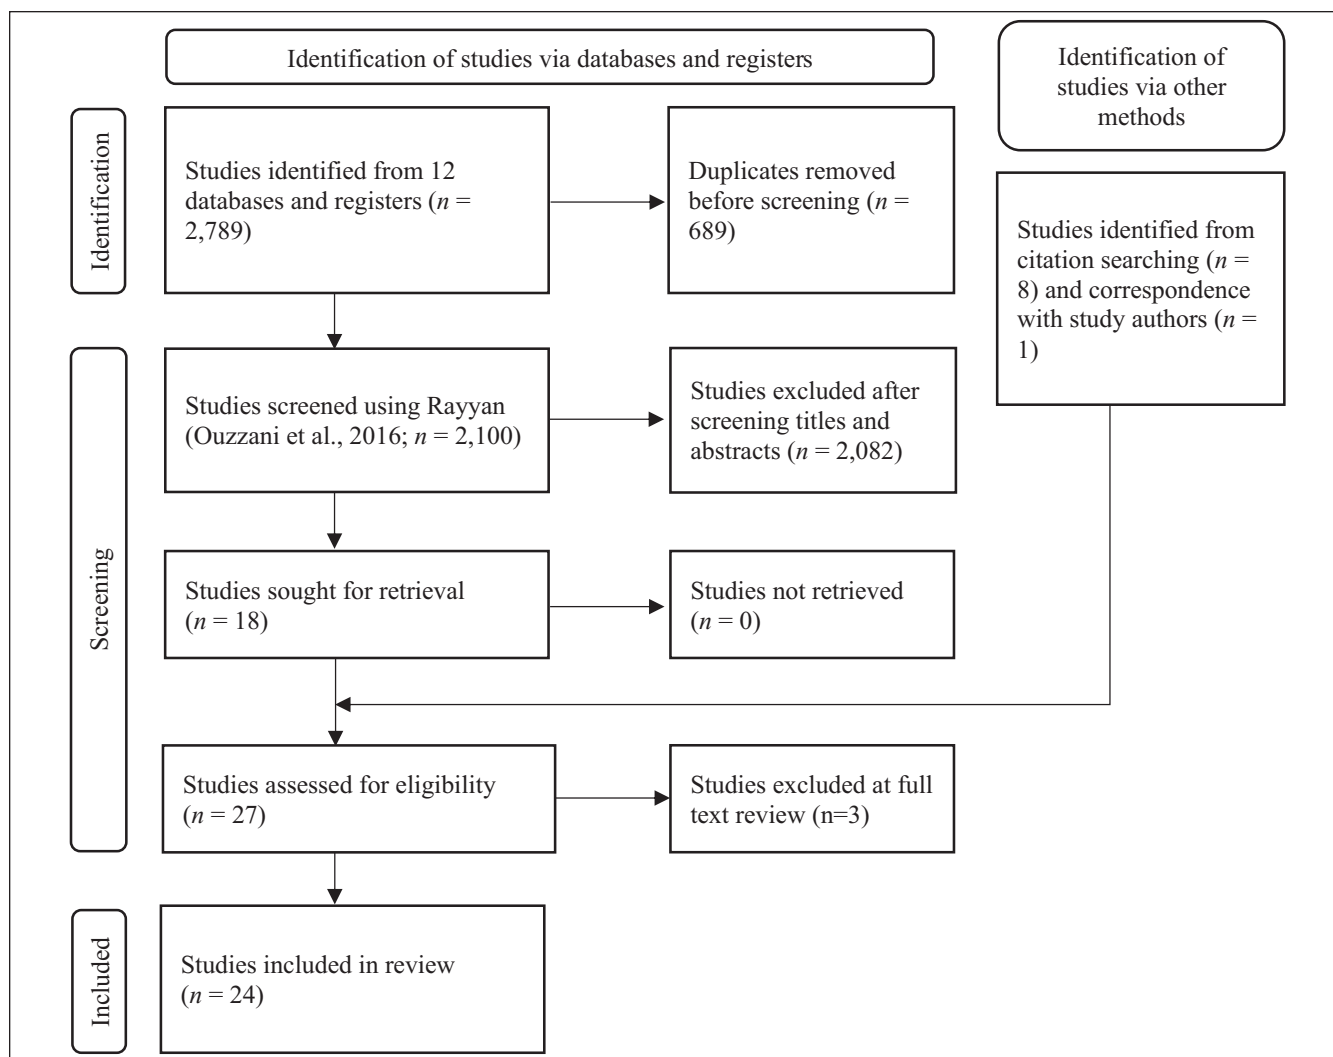 Identification of studies via databases and registers
Identification of
studies via other
methods
Identification
Studies identified from 12
databases and registers (n =
2,789)
Duplicates removed
before screening (n =
689)
Studies identified from
citation searching (n =
8) and correspondence
with study authors (n =
1)
Screening
Studies screened using Rayyan
(Ouzzani et al., 2016; n = 2,100)
Studies excluded after
screening titles and
abstracts (n = 2,082)
Studies sought for retrieval
(n = 18)
Studies not retrieved
(n = 0)
Studies assessed for eligibility
(n = 27)
Studies excluded at full
text review (n=3)
Included
Studies included in review
(n = 24)